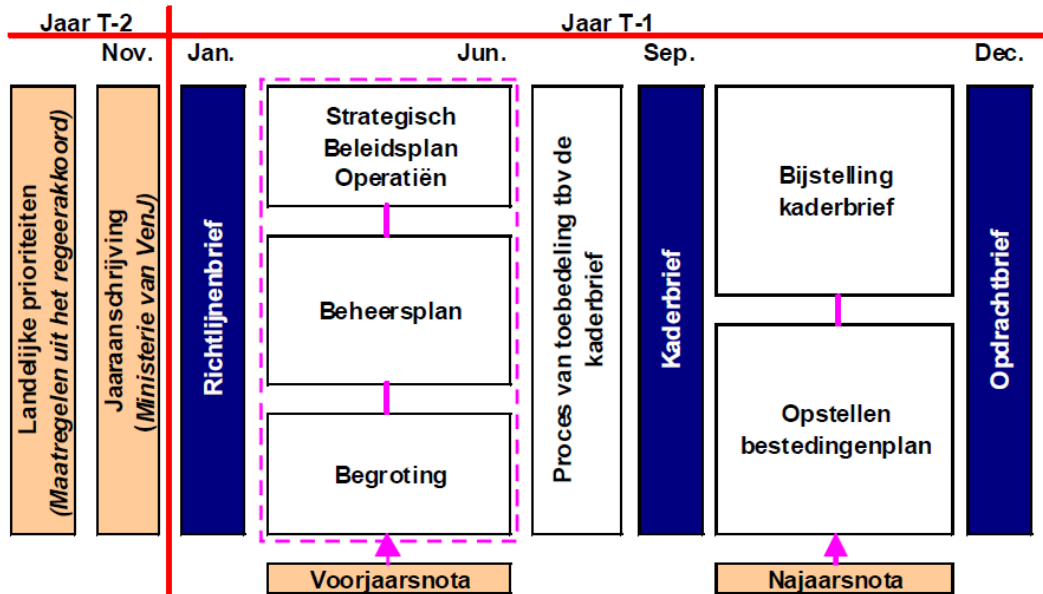 Jaar T-2
Jaar T-1
Nov.
Jan.
Jun.
Sep.
Dec.
Landelijke prioriteiten
(Maatregelen uit het regeerakkoord)
Jaaraanschrijving
(Ministerie van VenJ)
Richtlijnenbrief
Strategisch
Beleidsplan
Operatiën
Beheersplan
Begroting
Voorjaarsnota
Proces van toebedeling tbv de
kaderbrief
Kaderbrief
Bijstelling
kaderbrief
Opstellen
bestedingenplan
Najaarsnota
Opdrachtbrief